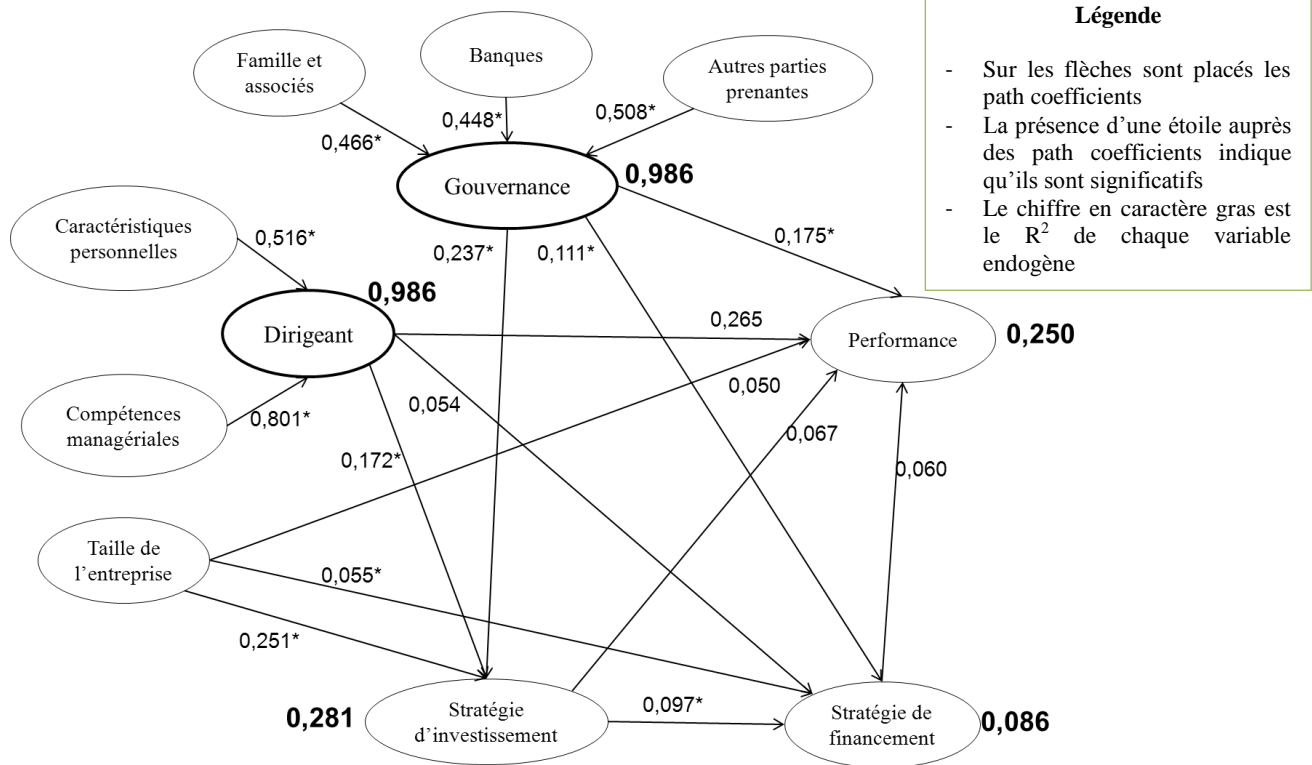 Famille et
associés
Banques
Autres parties
prenantes
0,466*
0,448*
0,508*
Gouvernance
0,986
Caractéristiques
personnelles
0,516*
0,237*
0,111*
0,175*
Dirigeant
0,986
0,265
Performance
0,250
Compétences
managériales
0,801*
0,172*
0,054
0,050
0,067
0,060
Taille de
l’entreprise
0,055*
0,251*
0,281
Stratégie
d’investissement
0,097*
Stratégie de
financement
0,086
Légende
- Sur les flèches sont placés les
path coefficients
- La présence d’une étoile auprès
des path coefficients indique
qu’ils sont significatifs
- Le chiffre en caractère gras est
le R² de chaque variable
endogène